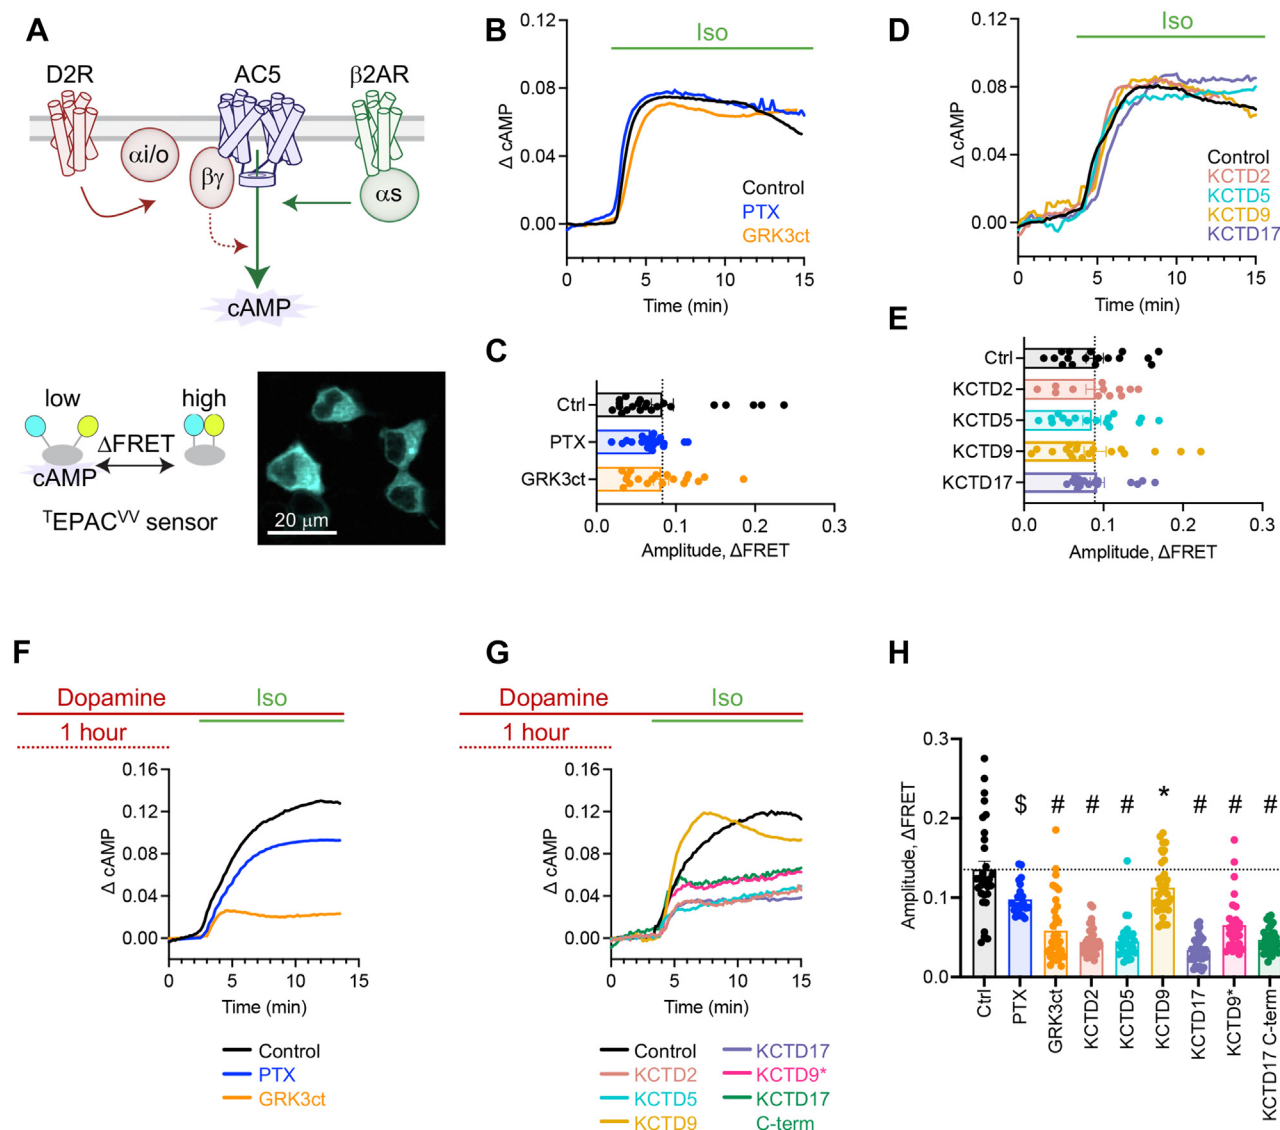 A
D2R
AC5
β2AR
αi/o
βγ
αs
cAMP
low
high
ΔFRET
cAMP
ᵀEPACⱽⱽ sensor
20 μm
B
Iso
0.12
0.08
0.04
0.00
Δ cAMP
Control
PTX
GRK3ct
0 5 10 15
Time (min)
C
Ctrl
PTX
GRK3ct
0.0 0.1 0.2 0.3
Amplitude, ΔFRET
D
Iso
0.12
0.08
0.04
0.00
Δ cAMP
Control
KCTD2
KCTD5
KCTD9
KCTD17
0 5 10 15
Time (min)
E
Ctrl
KCTD2
KCTD5
KCTD9
KCTD17
0.0 0.1 0.2 0.3
Amplitude, ΔFRET
F
Dopamine Iso
1 hour
0.16
0.12
0.08
0.04
0.00
Δ cAMP
0 5 10 15
Time (min)
Control
PTX
GRK3ct
G
Dopamine Iso
1 hour
0.16
0.12
0.08
0.04
0.00
Δ cAMP
0 5 10 15
Time (min)
Control
KCTD2
KCTD5
KCTD9
KCTD17
KCTD9*
KCTD17
C-term
H
0.3
0.2
0.1
0.0
Amplitude, ΔFRET
$ # # # * # # #
Ctrl
PTX
GRK3ct
KCTD2
KCTD5
KCTD9
KCTD17
KCTD9*
KCTD17 C-term